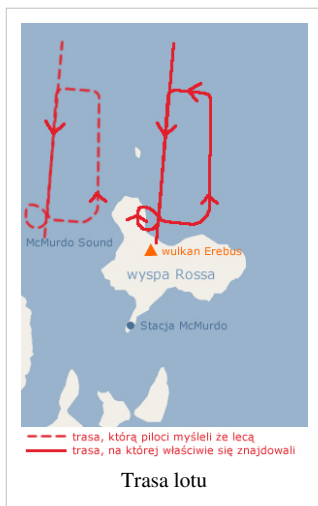 McMurdo Sound
wulkan Erebus
wyspa Rossa
Stacja McMurdo
trasa, którą piloci myśleli że lecą
trasa, na której właściwie się znajdowali
Trasa lotu